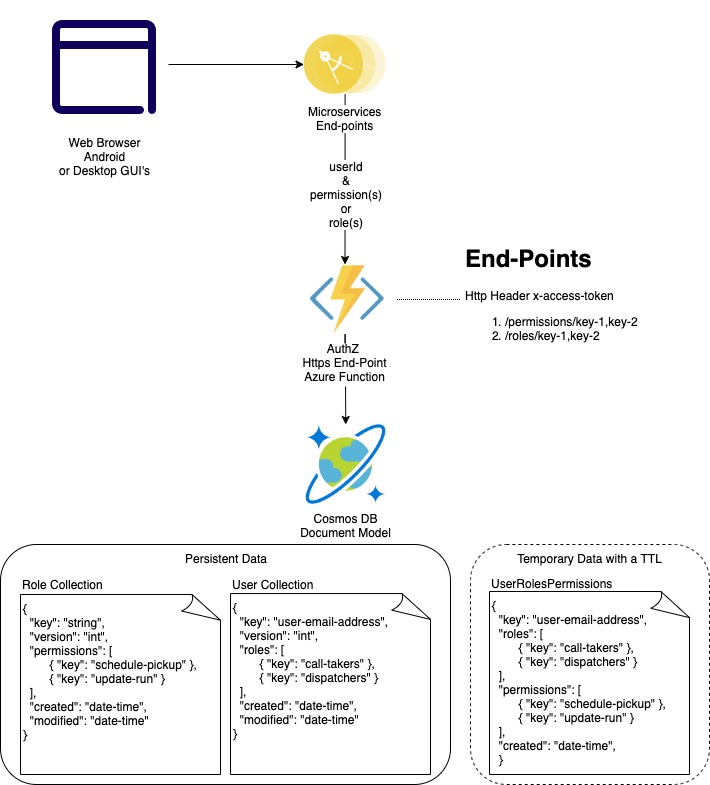 Web Browser
Android
or Desktop GUI's
Microservices
End-points
userId
&
permission(s)
or
role(s)
End-Points
Http Header x-access-token
1. /permissions/key-1,key-2
2. /roles/key-1,key-2
AuthZ
Https End-Point
Azure Function
Cosmos DB
Document Model
Persistent Data
Role Collection
{
"key": "string",
"version": "int",
"permissions": [
{ "key": "schedule-pickup" },
{ "key": "update-run" }
],
"created": "date-time",
"modified": "date-time"
}
User Collection
{
"key": "user-email-address",
"version": "int",
"roles": [
{ "key": "call-takers" },
{ "key": "dispatchers" }
],
"created": "date-time",
"modified": "date-time"
}
Temporary Data with a TTL
UserRolesPermissions
{
"key": "user-email-address",
"roles": [
{ "key": "call-takers" },
{ "key": "dispatchers" }
],
"permissions": [
{ "key": "schedule-pickup" },
{ "key": "update-run" }
],
"created": "date-time",
}